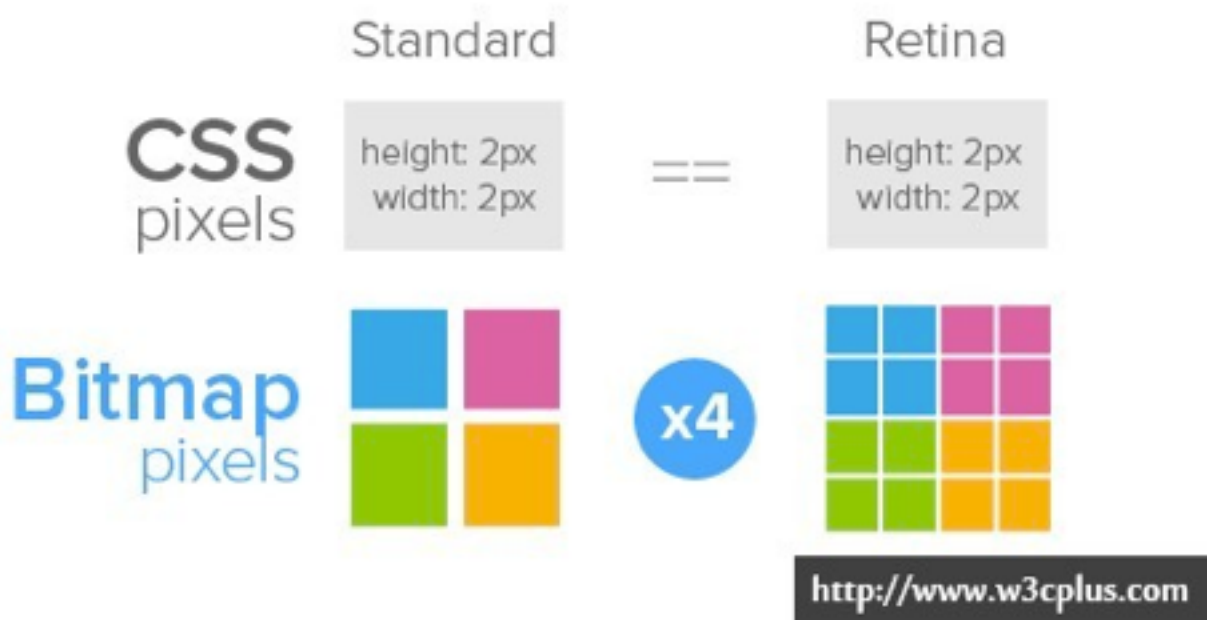 Standard
Retina
CSS
pixels
height: 2px
width: 2px
==
height: 2px
width: 2px
Bitmap
pixels
x4
http://www.w3cplus.com